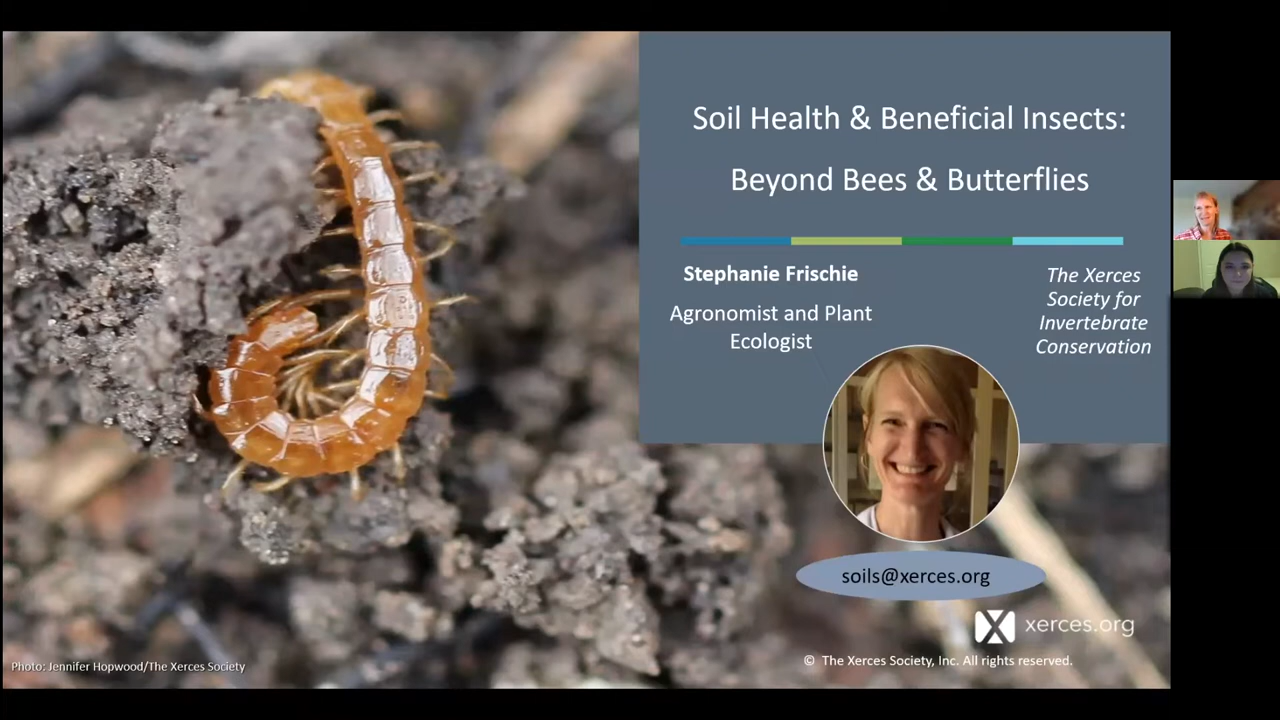 Soil Health & Beneficial Insects:
Beyond Bees & Butterflies
Stephanie Frischie
Agronomist and Plant
Ecologist
The Xerces
Society for
Invertebrate
Conservation
soils@xerces.org
xerces.org
© The Xerces Society, Inc. All rights reserved.
Photo: Jennifer Hopwood/The Xerces Society